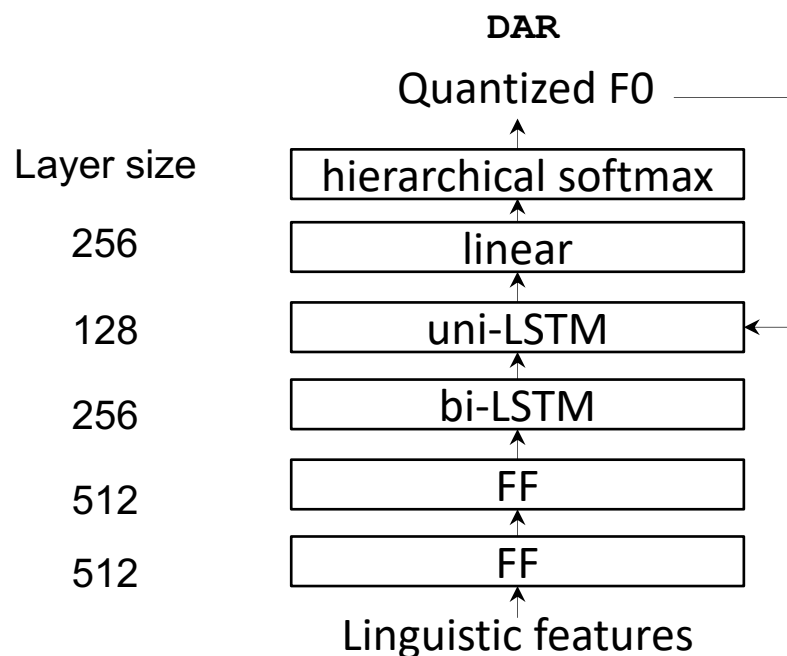 DAR
Quantized F0
Layer size
hierarchical softmax
256
linear
128
uni-LSTM
256
bi-LSTM
512
FF
512
FF
Linguistic features